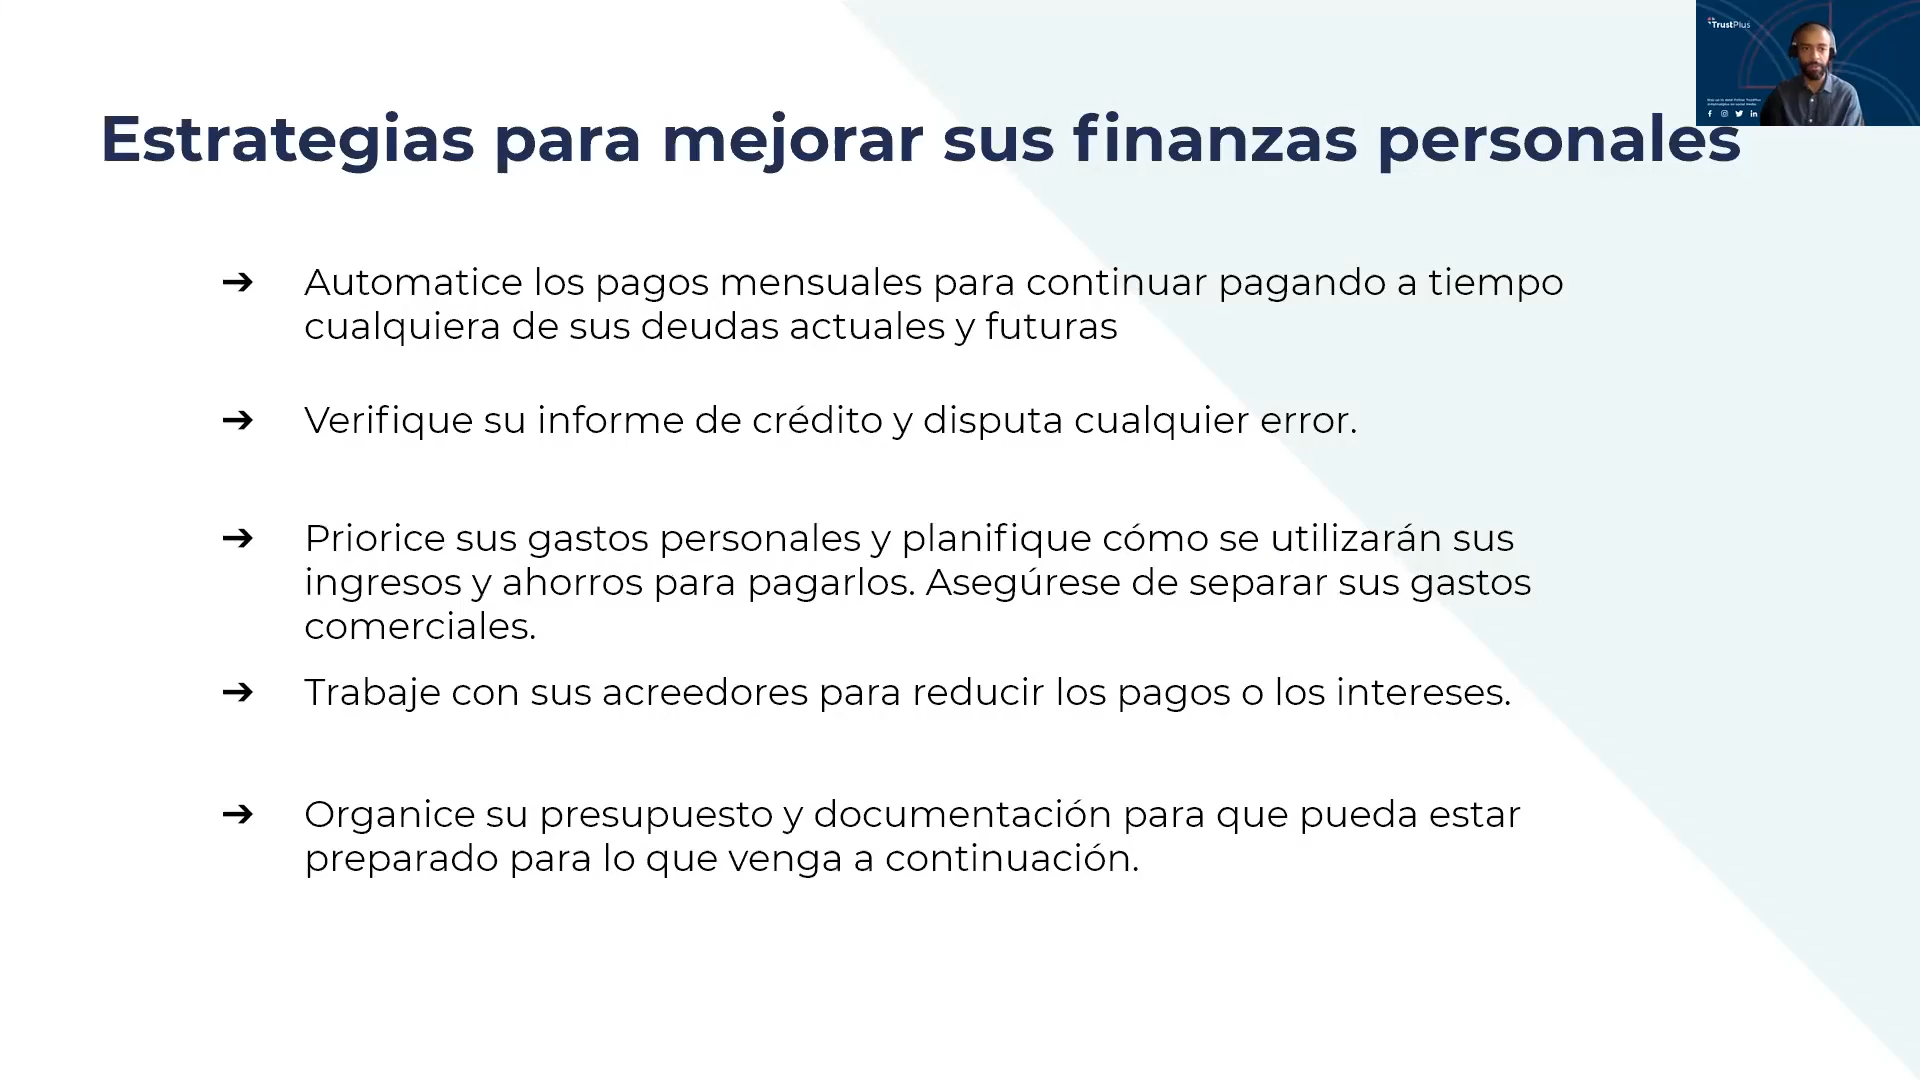 TrustPlus
Estrategias para mejorar sus finanzas personales
➔ Automatice los pagos mensuales para continuar pagando a tiempo
cualquiera de sus deudas actuales y futuras
➔ Verifique su informe de crédito y disputa cualquier error.
➔ Priorice sus gastos personales y planifique cómo se utilizarán sus
ingresos y ahorros para pagarlos. Asegúrese de separar sus gastos
comerciales.
➔ Trabaje con sus acreedores para reducir los pagos o los intereses.
➔ Organice su presupuesto y documentación para que pueda estar
preparado para lo que venga a continuación.